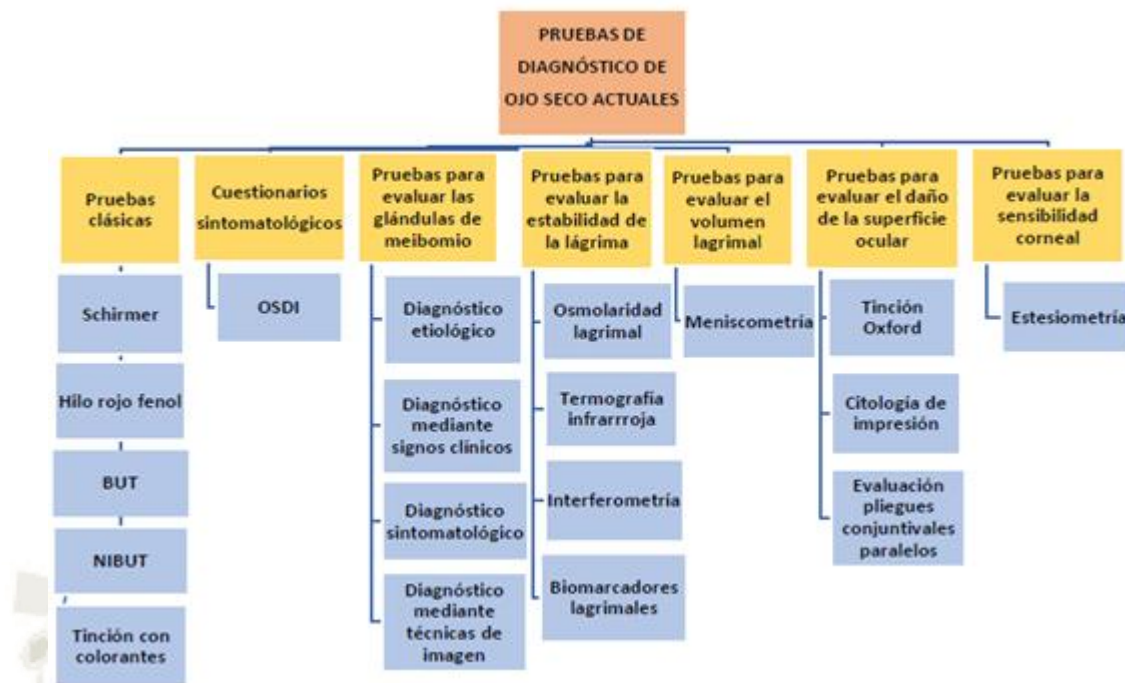 PRUEBAS DE
DIAGNÓSTICO DE
OJO SECO ACTUALES
Pruebas
clásicas
Schirmer
Hilo rojo fenol
BUT
NIBUT
Tinción con
colorantes
Cuestionarios
sintomatológicos
OSDI
Pruebas para
evaluar las
glándulas de
meibomio
Diagnóstico
etiológico
Diagnóstico
mediante
signos clínicos
Diagnóstico
sintomatológico
Diagnóstico
mediante
técnicas de
imagen
Pruebas para
evaluar la
estabilidad de
la lágrima
Osmolaridad
lagrimal
Termografía
infrarrroja
Interferometría
Biomarcadores
lagrimales
Pruebas para
evaluar el
volumen
lagrimal
Meniscometría
Pruebas para
evaluar el daño
de la superficie
ocular
Tinción
Oxford
Citología de
impresión
Evaluación
pliegues
conjuntivales
paralelos
Pruebas para
evaluar la
sensibilidad
corneal
Estesiometría